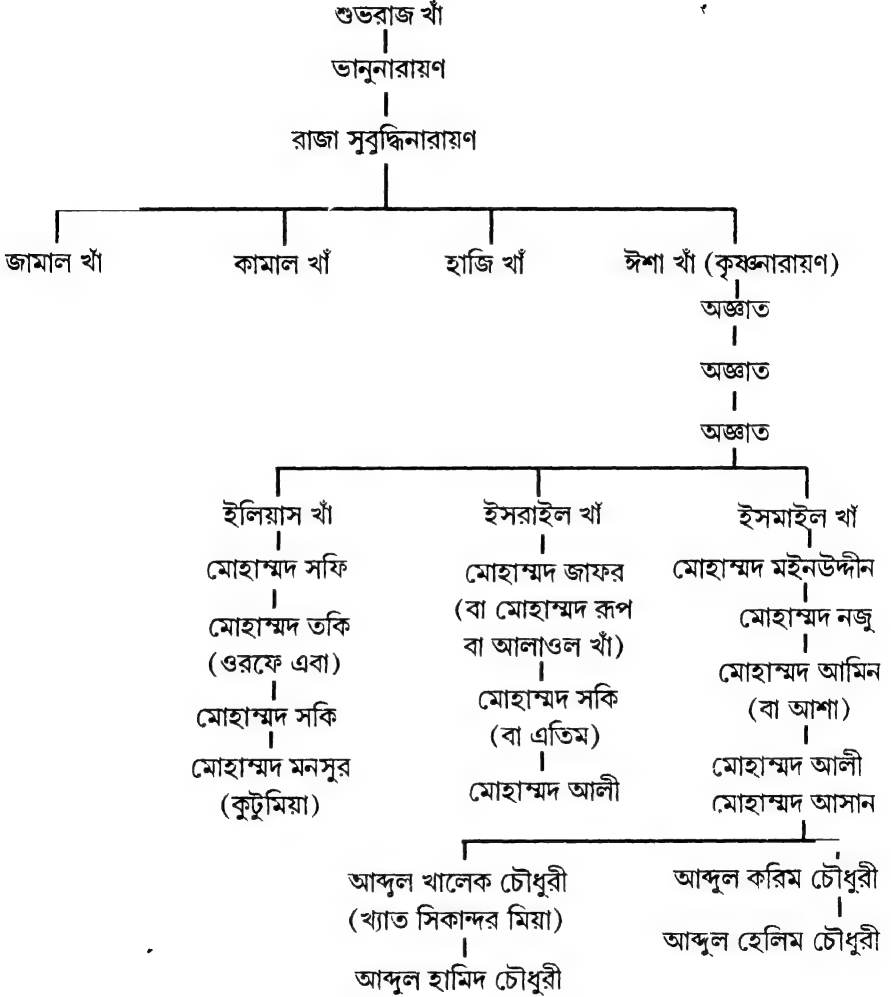 শুভরাজ খাঁ
ভানুনারায়ণ
রাজা সুবুদ্ধিনারায়ণ
জামাল খাঁ
কামাল খাঁ
হাজি খাঁ
ঈশা খাঁ (কৃষ্ণনারায়ণ)
অজ্ঞাত
অজ্ঞাত
অজ্ঞাত
ইলিয়াস খাঁ
মোহাম্মদ সফি
মোহাম্মদ তকি
(ওরফে এবা)
মোহাম্মদ সকি
মোহাম্মদ মনসুর
(কুটুমিয়া)
ইসরাইল খাঁ
মোহাম্মদ জাফর
(বা মোহাম্মদ রূপ
বা আলাওল খাঁ)
মোহাম্মদ সকি
(বা এতিম)
মোহাম্মদ আলী
ইসমাইল খাঁ
মোহাম্মদ মইনউদ্দীন
মোহাম্মদ নজু
মোহাম্মদ আমিন
(বা আশা)
মোহাম্মদ আলী
মোহাম্মদ আসান
আব্দুল খালেক চৌধুরী
(খ্যাত সিকান্দর মিয়া)
আব্দুল হামিদ চৌধুরী
আব্দুল করিম চৌধুরী
আব্দুল হেলিম চৌধুরী